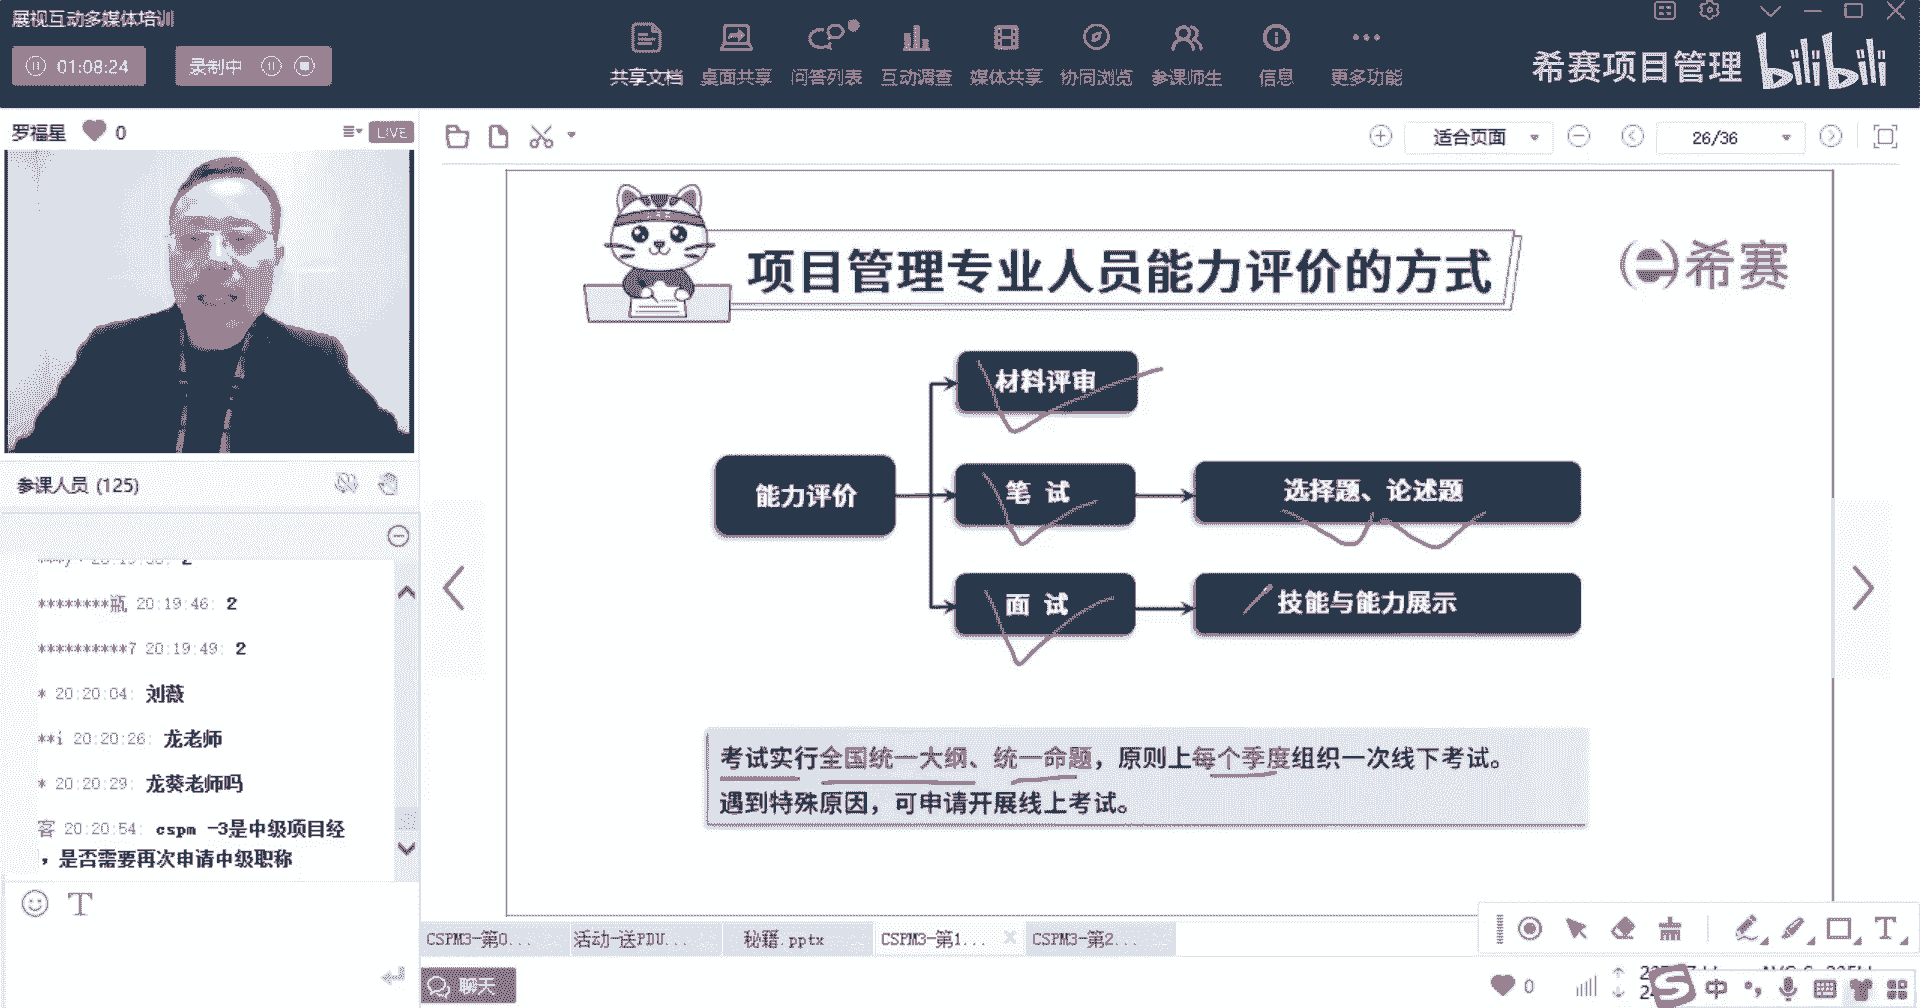 展视互动多媒体培训
01:08:24
录制中
共享文档 桌面共享 问答列表 互动调查 媒体共享 协同浏览 参课师生 信息 更多功能
希赛项目管理 bilibili
罗福星 0 LIVE
适合页面 26/36
项目管理专业人员能力评价的方式
希赛
材料评审
能力评价
笔 试
选择题、论述题
面 试
技能与能力展示
考试实行全国统一大纲、统一命题，原则上每个季度组织一次线下考试。
遇到特殊原因，可申请开展线上考试。
参课人员 (125)
********瓶 20:19:46: 2
**********7 20:19:49: 2
* 20:20:04: 刘薇
**i 20:20:26: 龙老师
* 20:20:29: 龙葵老师吗
客 20:20:54: cspm -3是中级项目经
，是否需要再次申请中级职称
CSPM3-第0... 活动-送PDU... 秘籍.pptx CSPM3-第1... CSPM3-第2...
聊天
0
中